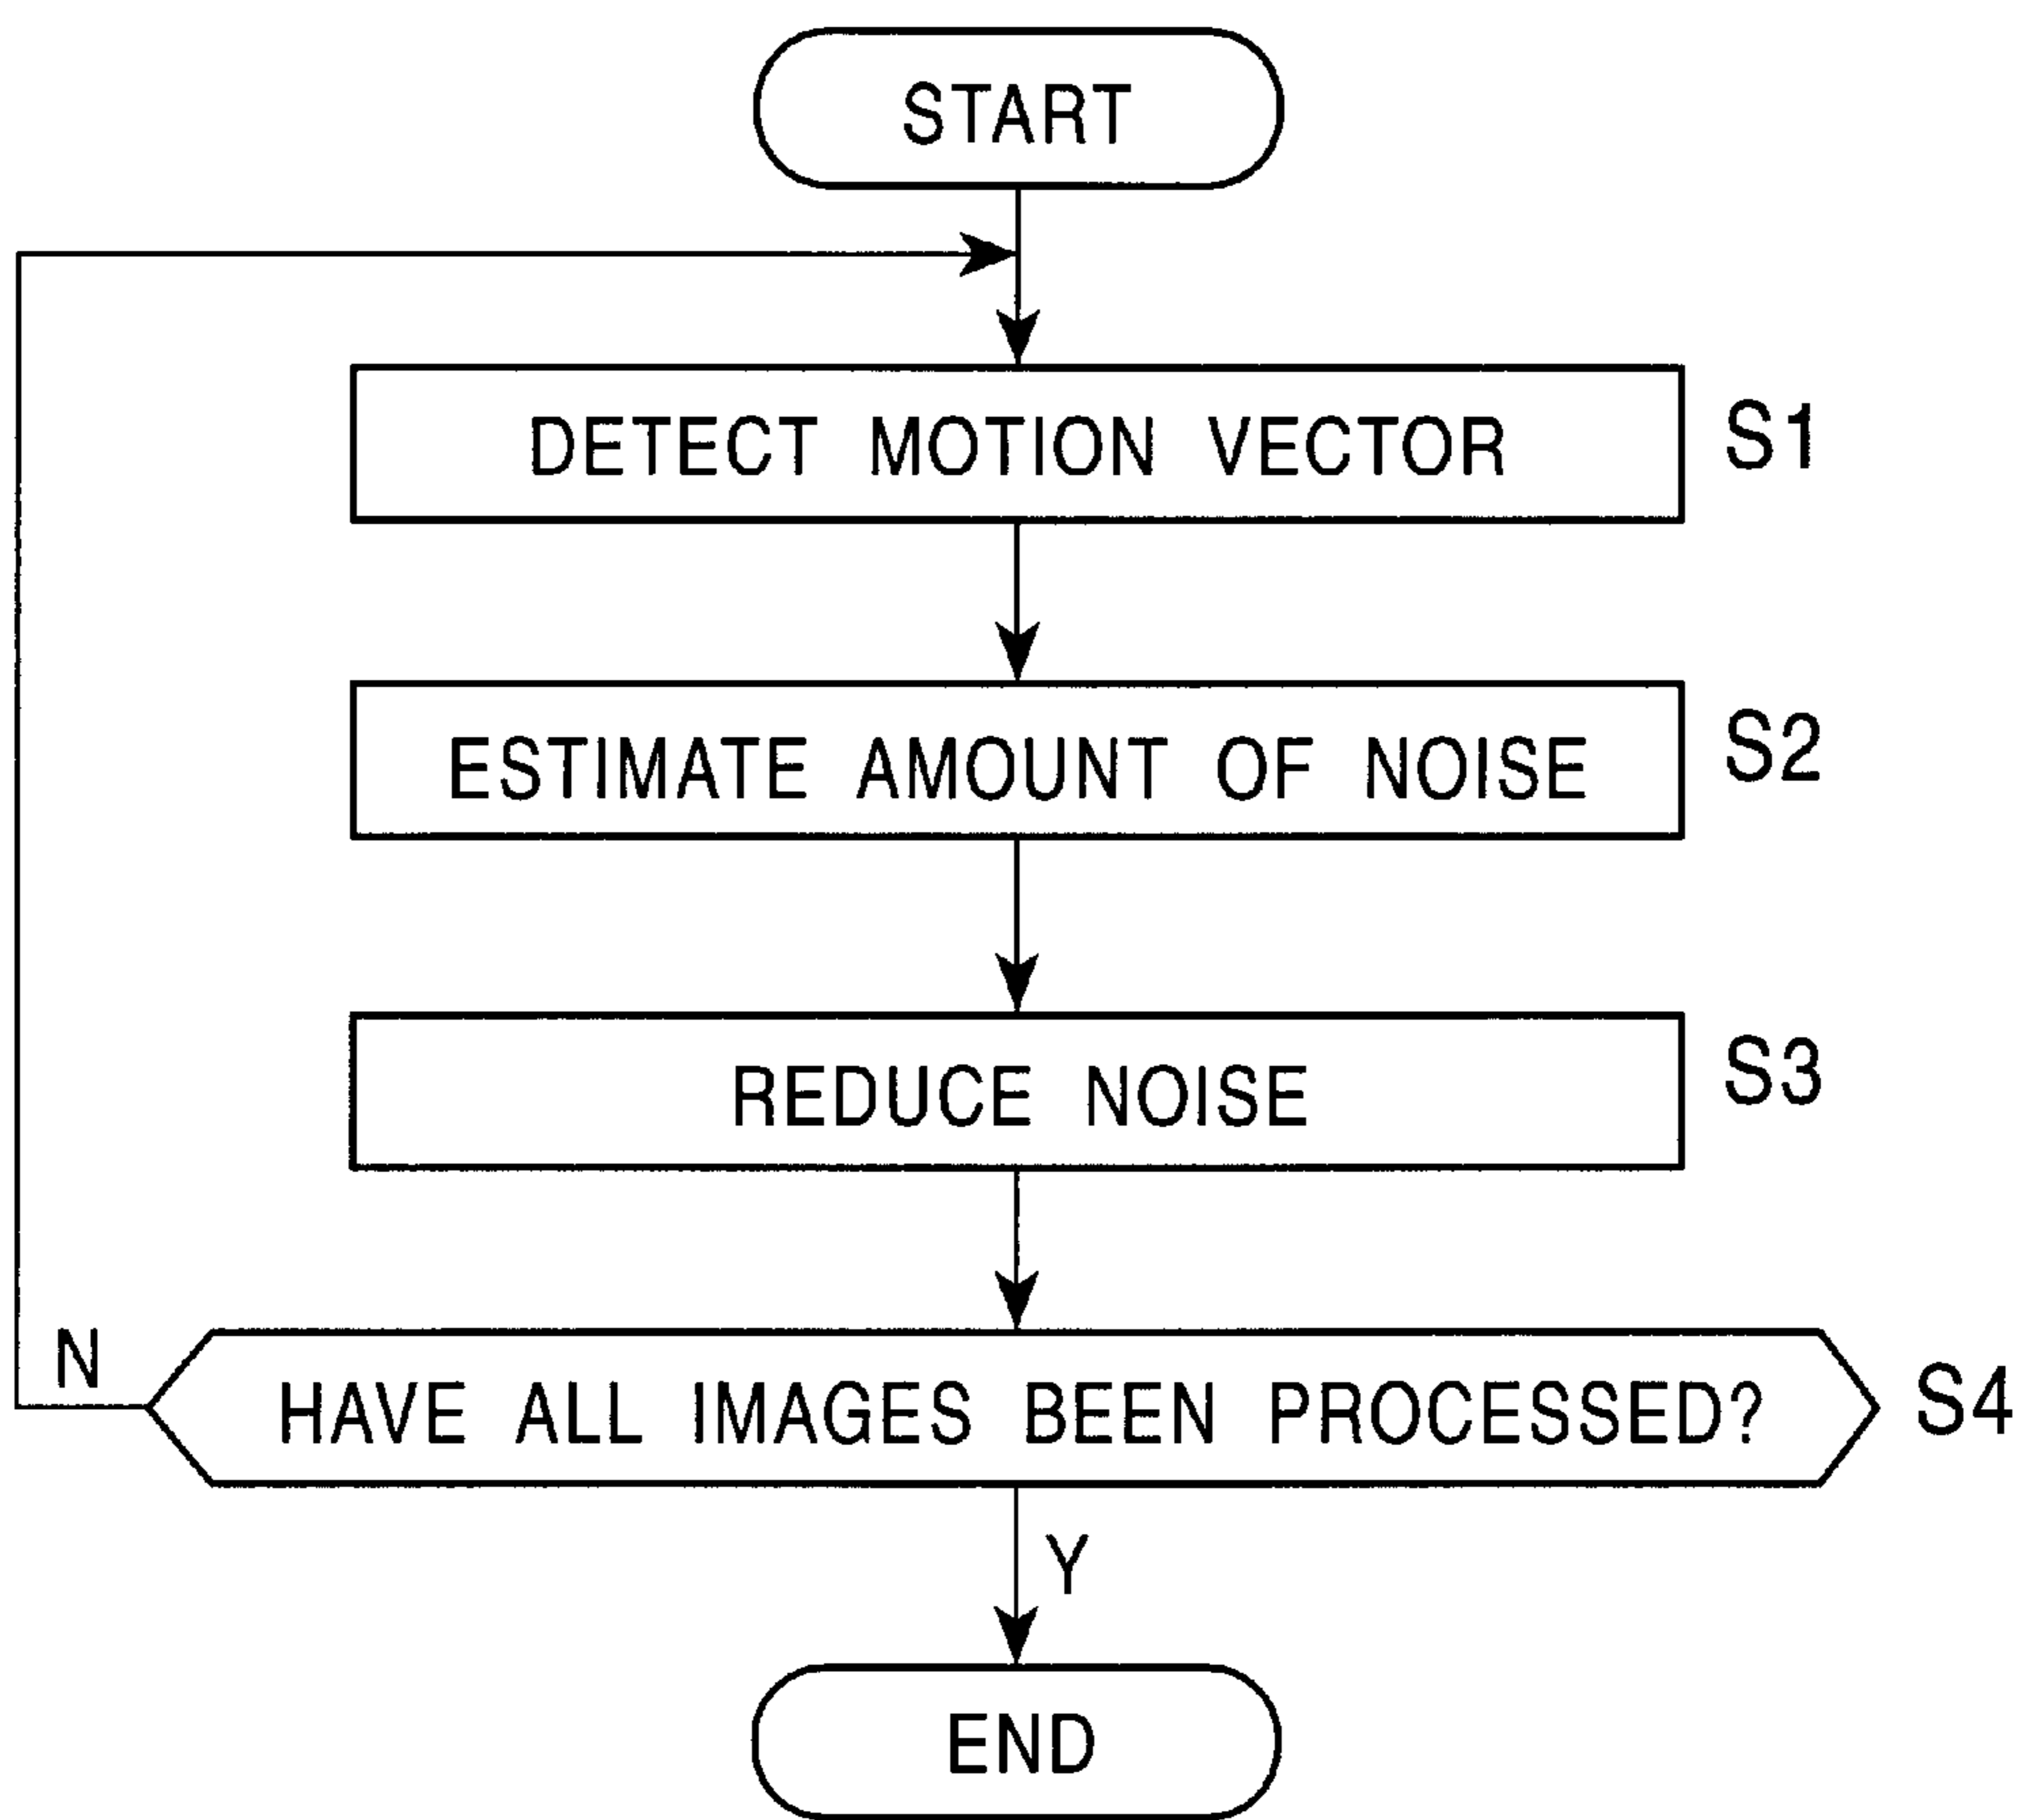 START
DETECT MOTION VECTOR
S1
ESTIMATE AMOUNT OF NOISE
S2
REDUCE NOISE
S3
N
HAVE ALL IMAGES BEEN PROCESSED?
S4
Y
END